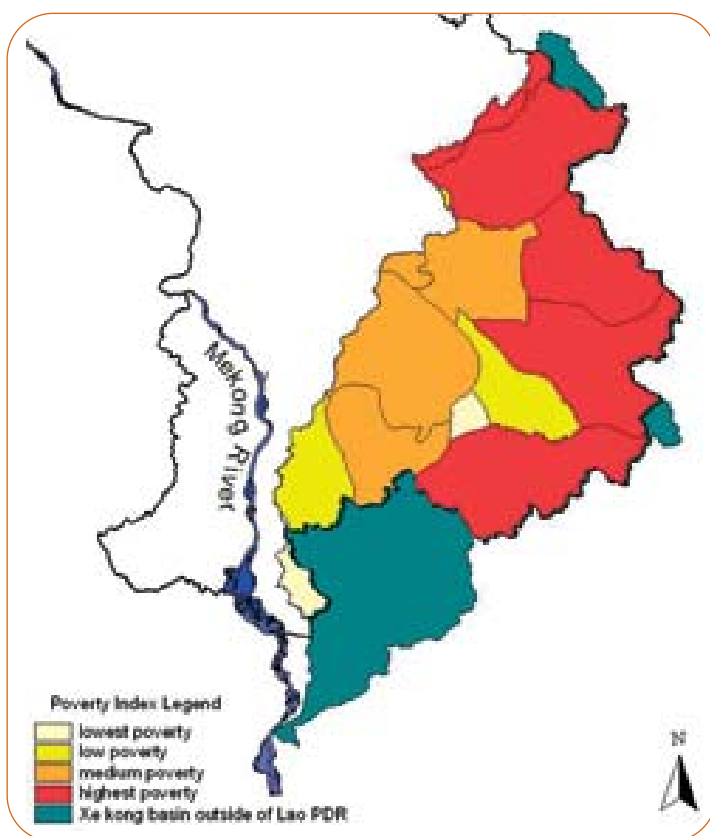 N
Mekong River
Poverty Index Legend
lowest poverty
low poverty
medium poverty
highest poverty
Xe kong basin outside of Lao PDR